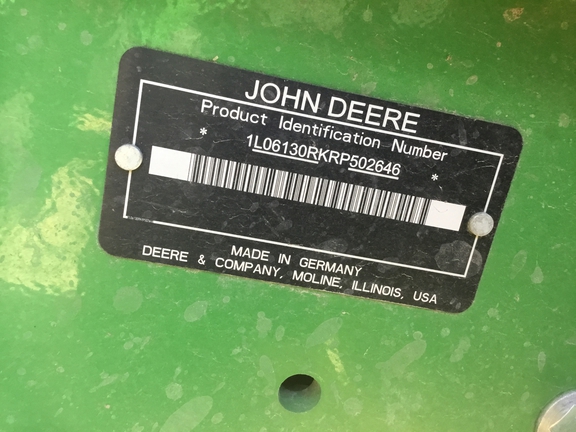 JOHN DEERE
Product Identification Number
* 1L06130RKRP502646 *
MADE IN GERMANY
DEERE & COMPANY, MOLINE, ILLINOIS, USA